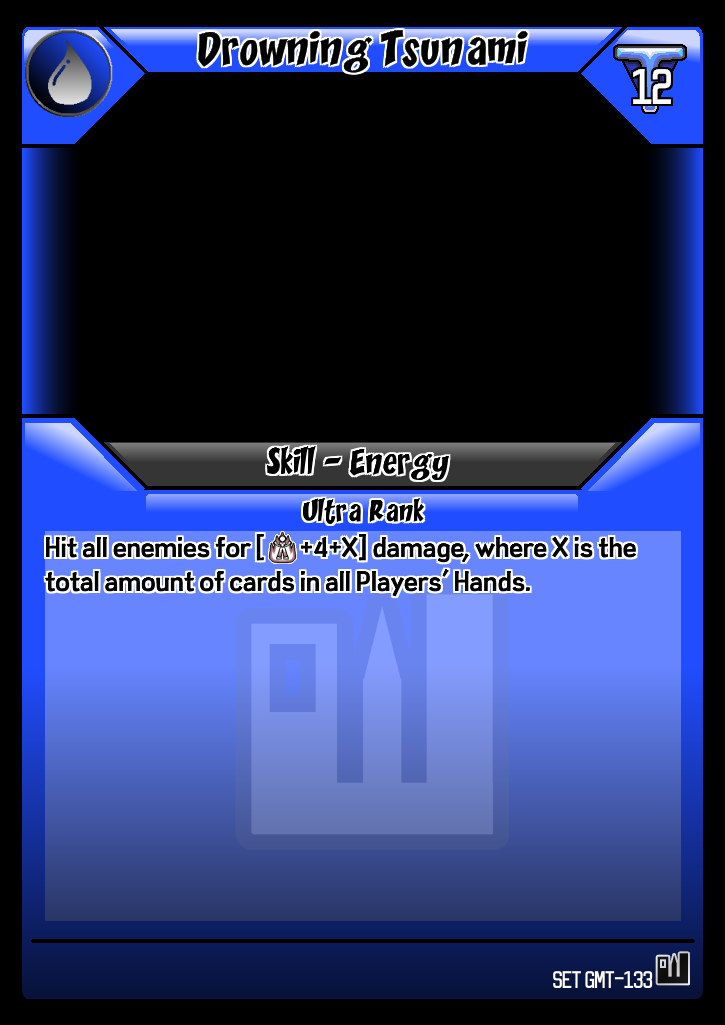 Drowning Tsunami
12
Skill - Energy
Ultra Rank
Hit all enemies for [ +4+X] damage, where X is the
total amount of cards in all Players' Hands.
SET GMT-133